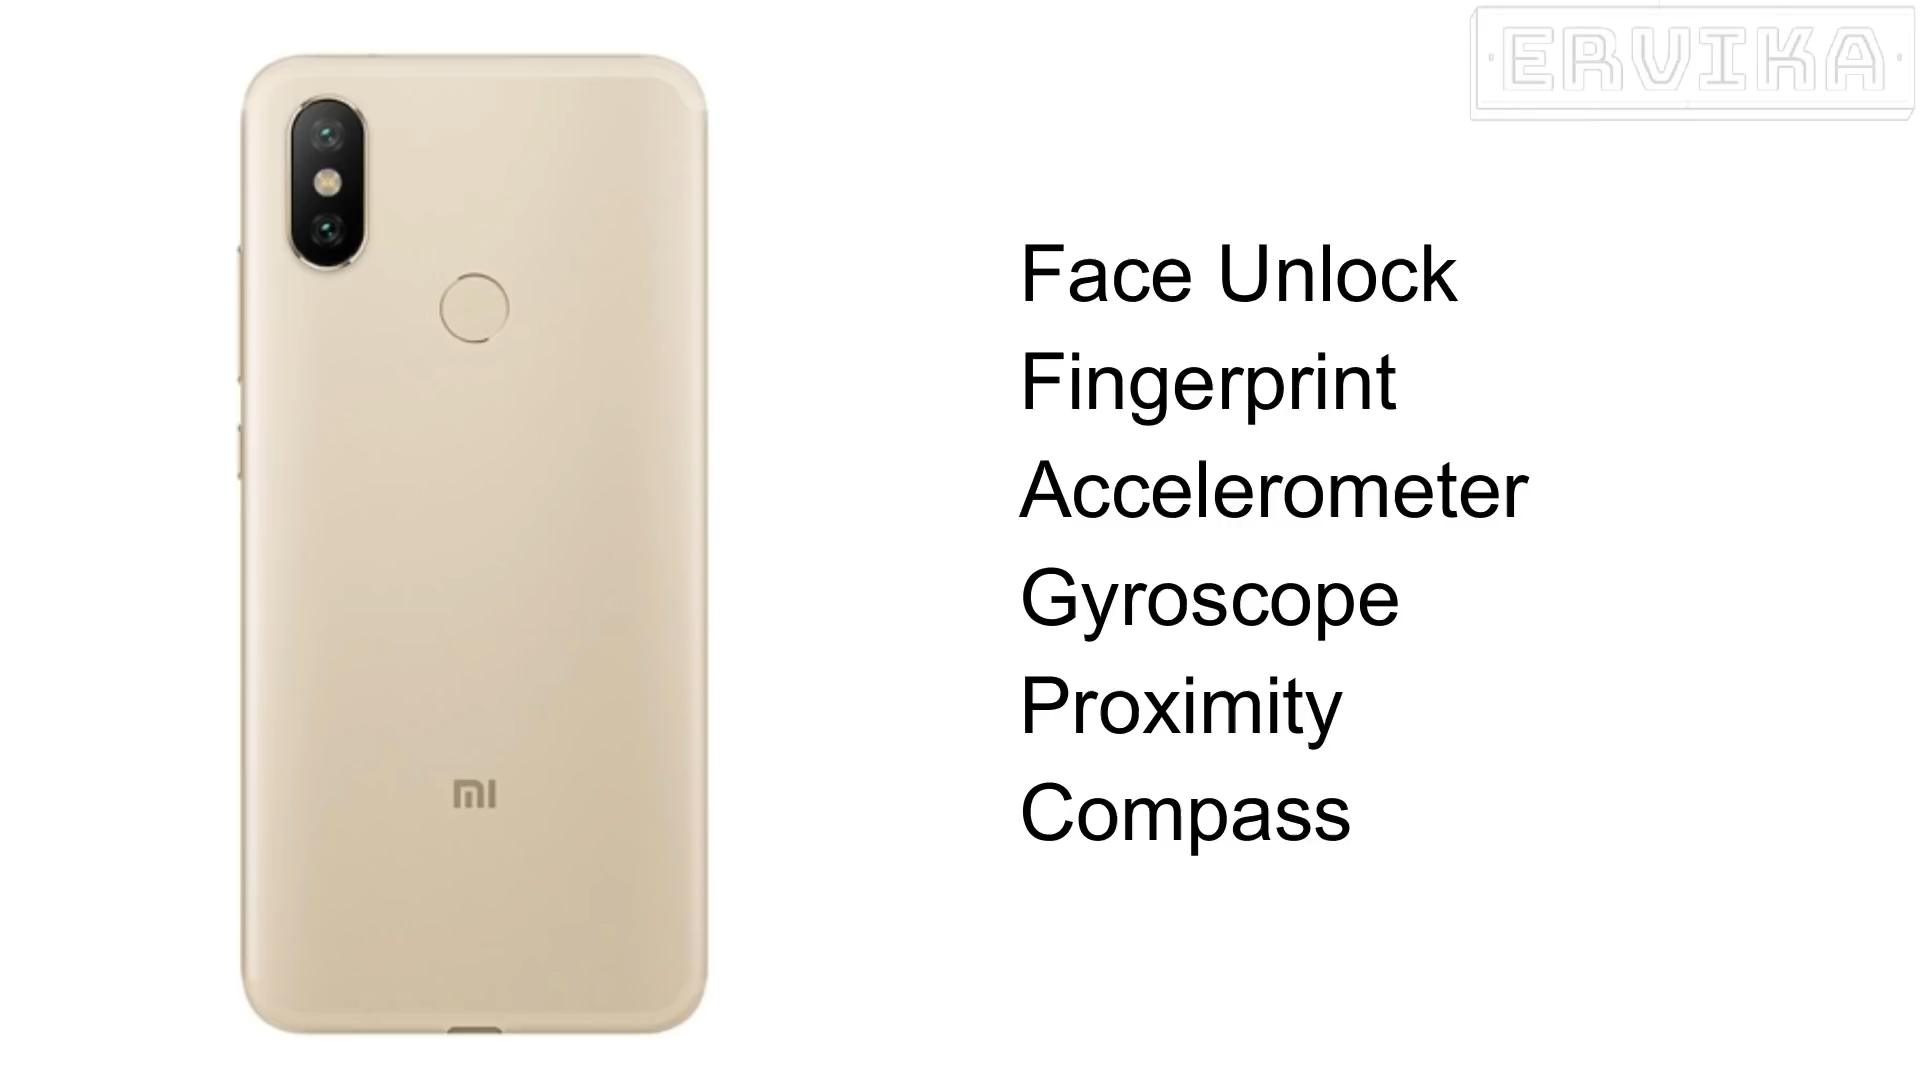 ERVIKA
Face Unlock
Fingerprint
Accelerometer
Gyroscope
Proximity
Compass
MI